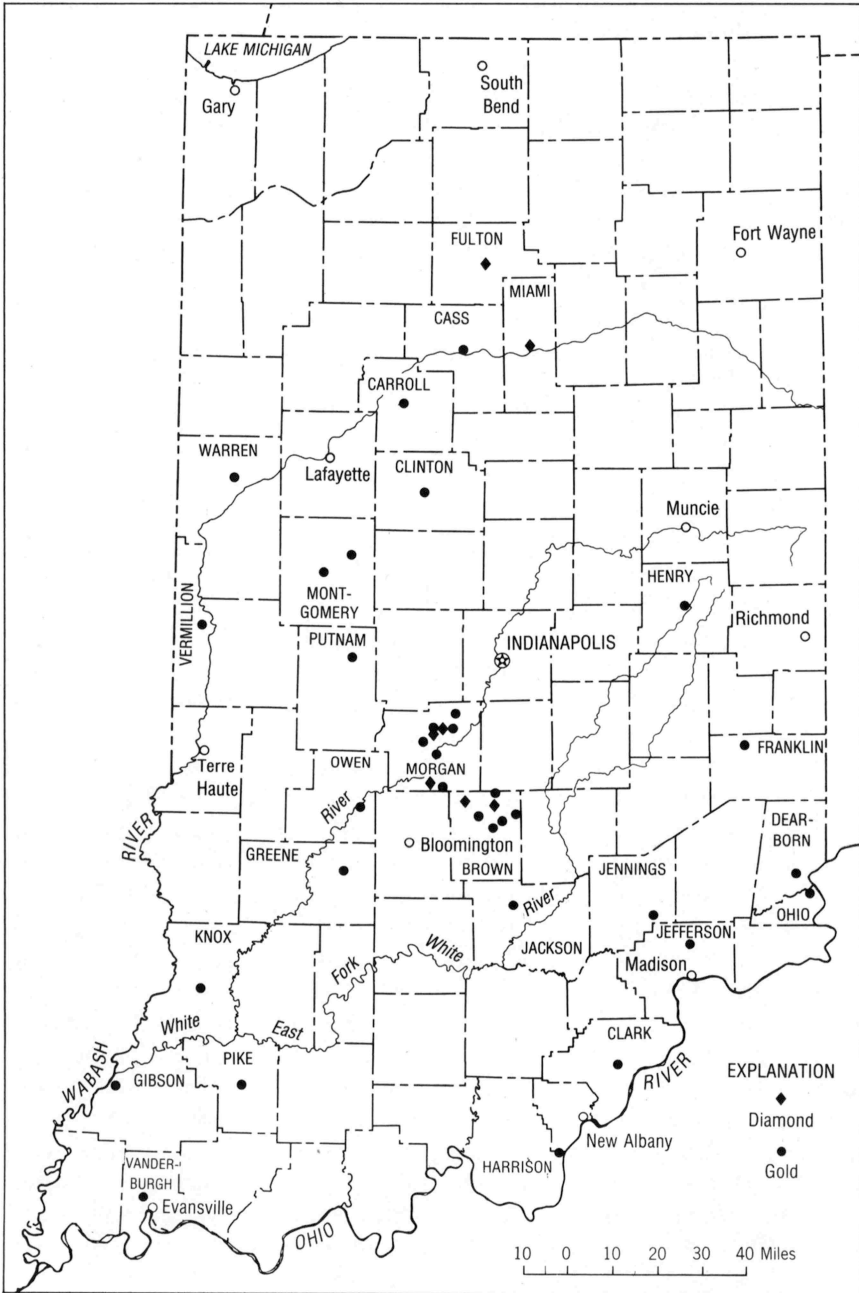 LAKE MICHIGAN
Gary
South
Bend
FULTON
Fort Wayne
MIAMI
CASS
CARROLL
WARREN
Lafayette
CLINTON
Muncie
MONT-
GOMERY
HENRY
VERMILLION
Richmond
PUTNAM
INDIANAPOLIS
Terre
Haute
OWEN
MORGAN
FRANKLIN
RIVER
River
Bloomington
BROWN
DEAR-
BORN
GREENE
JENNINGS
River
OHIO
KNOX
JACKSON
JEFFERSON
Madison
Fork
White
White
East
CLARK
WABASH
GIBSON
PIKE
RIVER
EXPLANATION
Diamond
Gold
New Albany
HARRISON
VANDER-
BURGH
Evansville
OHIO
10 0 10 20 30 40 Miles